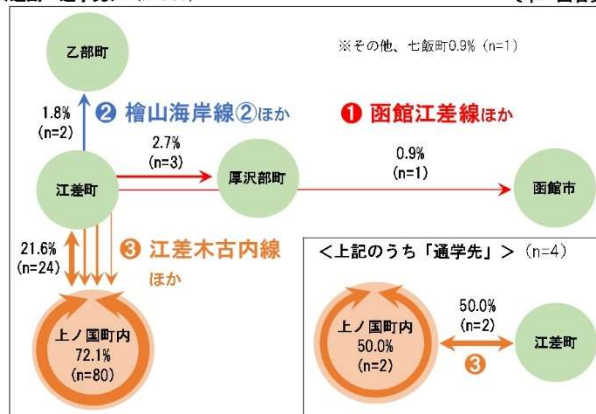 乙部町
※その他、七飯町0.9% (n=1)
1.8%
(n=2)
❷ 檜山海岸線②ほか
❶ 函館江差線ほか
2.7%
(n=3)
0.9%
(n=1)
江差町
厚沢部町
函館市
21.6%
(n=24)
❸ 江差木古内線
ほか
上ノ国町内
72.1%
(n=80)
＜上記のうち「通学先」＞ (n=4)
上ノ国町内
50.0%
(n=2)
50.0%
(n=2)
❸
江差町